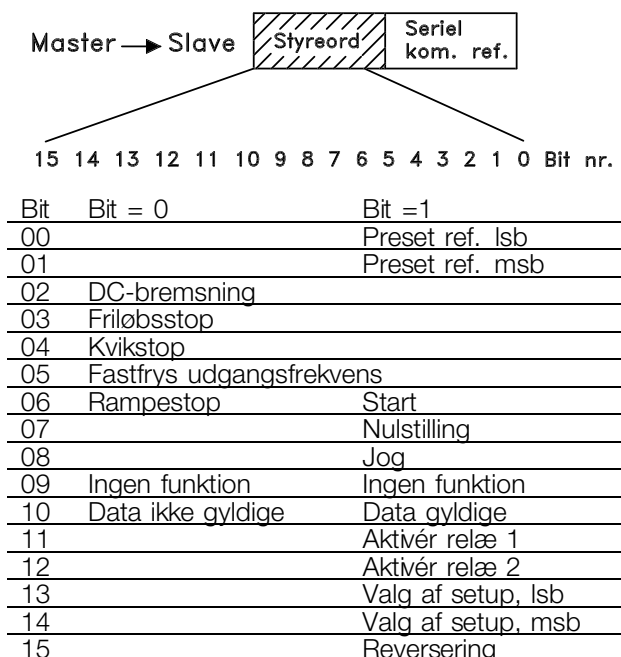 Master → Slave Styreord Seriel kom. ref.
15 14 13 12 11 10 9 8 7 6 5 4 3 2 1 0 Bit nr.
Bit Bit = 0 Bit =1
00 Preset ref. lsb
01 Preset ref. msb
02 DC-bremsning
03 Friløbsstop
04 Kvikstop
05 Fastfrys udgangsfrekvens
06 Rampestop Start
07 Nulstilling
08 Jog
09 Ingen funktion Ingen funktion
10 Data ikke gyldige Data gyldige
11 Aktivér relæ 1
12 Aktivér relæ 2
13 Valg af setup, lsb
14 Valg af setup, msb
15 Reversering